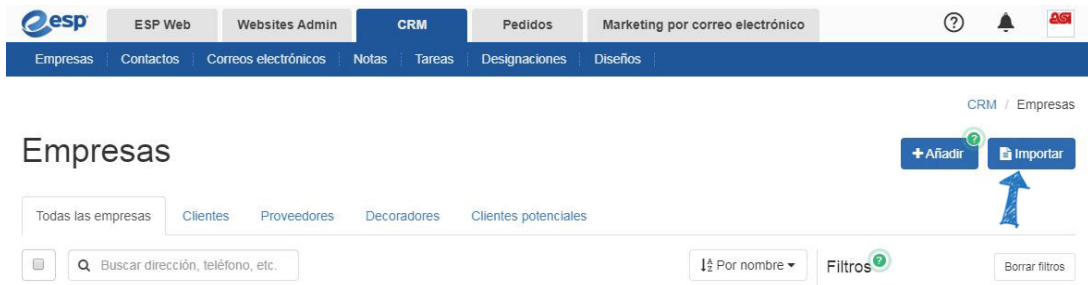 esp
ESP Web
Websites Admin
CRM
Pedidos
Marketing por correo electrónico
?
ASI
Empresas
Contactos
Correos electrónicos
Notas
Tareas
Designaciones
Diseños
CRM / Empresas
Empresas
+ Añadir
?
Importar
Todas las empresas
Clientes
Proveedores
Decoradores
Clientes potenciales
Buscar dirección, teléfono, etc.
Por nombre
Filtros
?
Borrar filtros